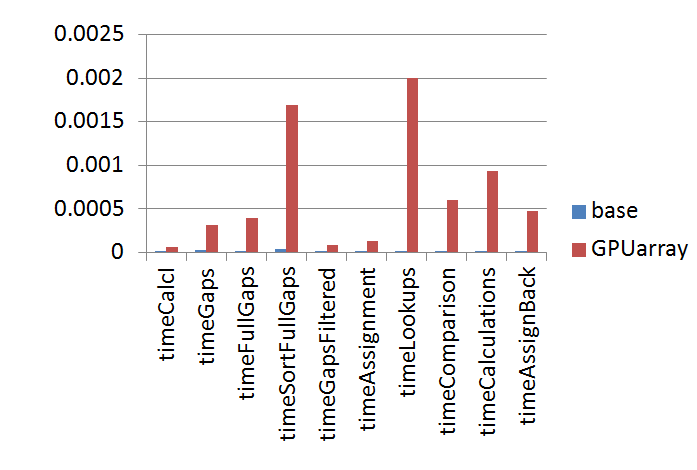 0.0025
0.002
0.0015
0.001
0.0005
0
base
GPUarray
timeCalcI
timeGaps
timeFullGaps
timeSortFullGaps
timeGapsFiltered
timeAssignment
timeLookups
timeComparison
timeCalculations
timeAssignBack